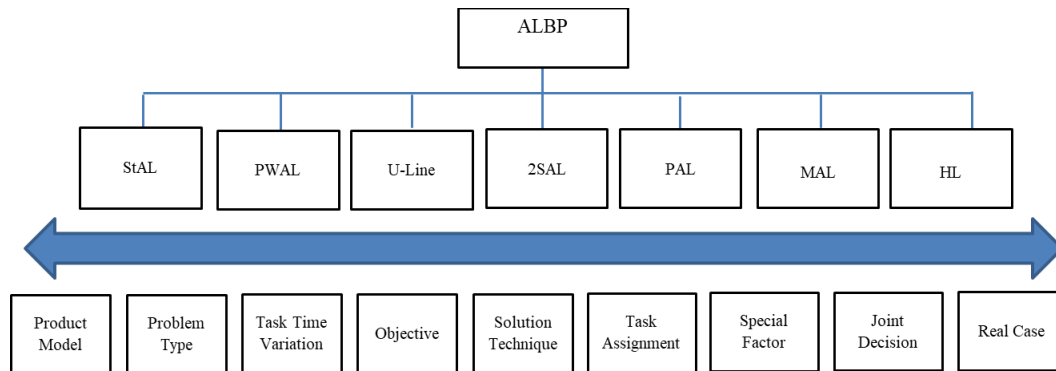 ALBP
StAL
PWAL
U-Line
2SAL
PAL
MAL
HL
Product
Model
Problem
Type
Task Time
Variation
Objective
Solution
Technique
Task
Assignment
Special
Factor
Joint
Decision
Real Case